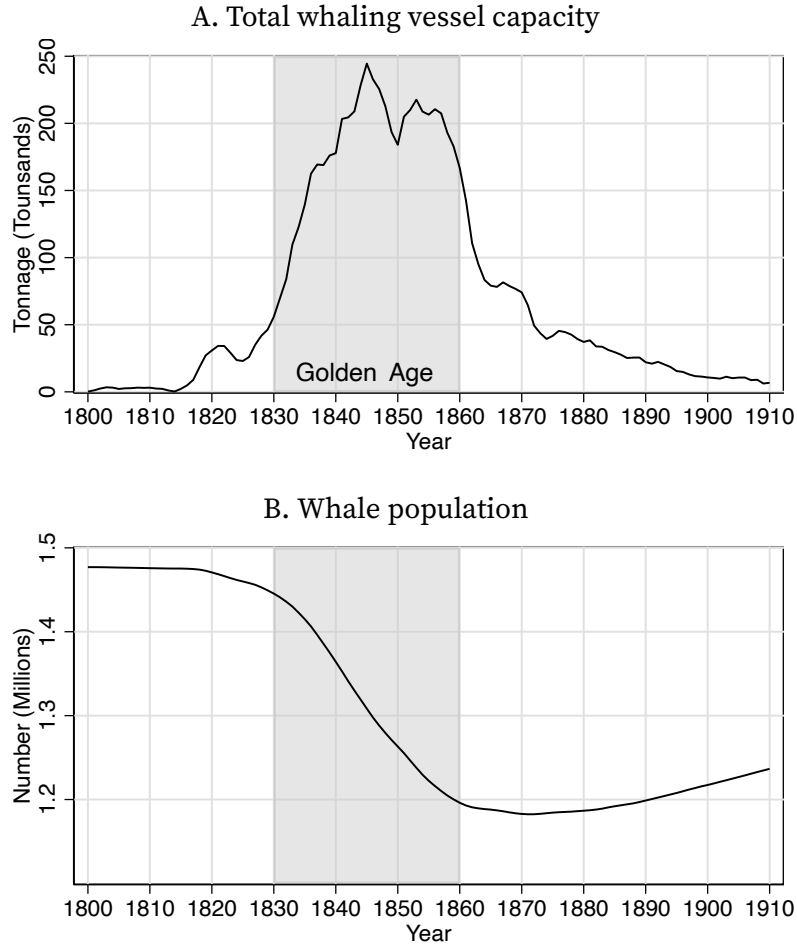 A. Total whaling vessel capacity
Tonnage (Tounsands)
250
200
150
100
50
0
Golden Age
1800 1810 1820 1830 1840 1850 1860 1870 1880 1890 1900 1910
Year
B. Whale population
Number (Millions)
1.5
1.4
1.3
1.2
1800 1810 1820 1830 1840 1850 1860 1870 1880 1890 1900 1910
Year